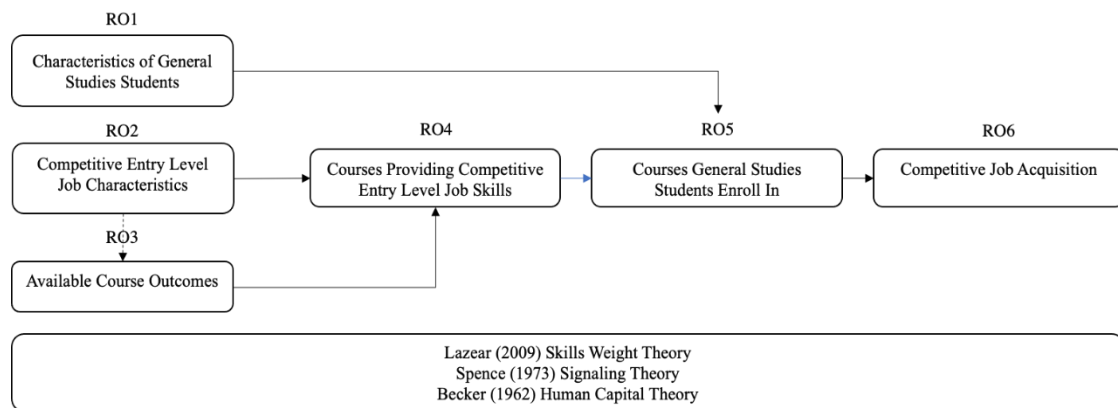 RO1
Characteristics of General
Studies Students
RO2
Competitive Entry Level
Job Characteristics
RO3
Available Course Outcomes
RO4
Courses Providing Competitive
Entry Level Job Skills
RO5
Courses General Studies
Students Enroll In
RO6
Competitive Job Acquisition
Lazear (2009) Skills Weight Theory
Spence (1973) Signaling Theory
Becker (1962) Human Capital Theory